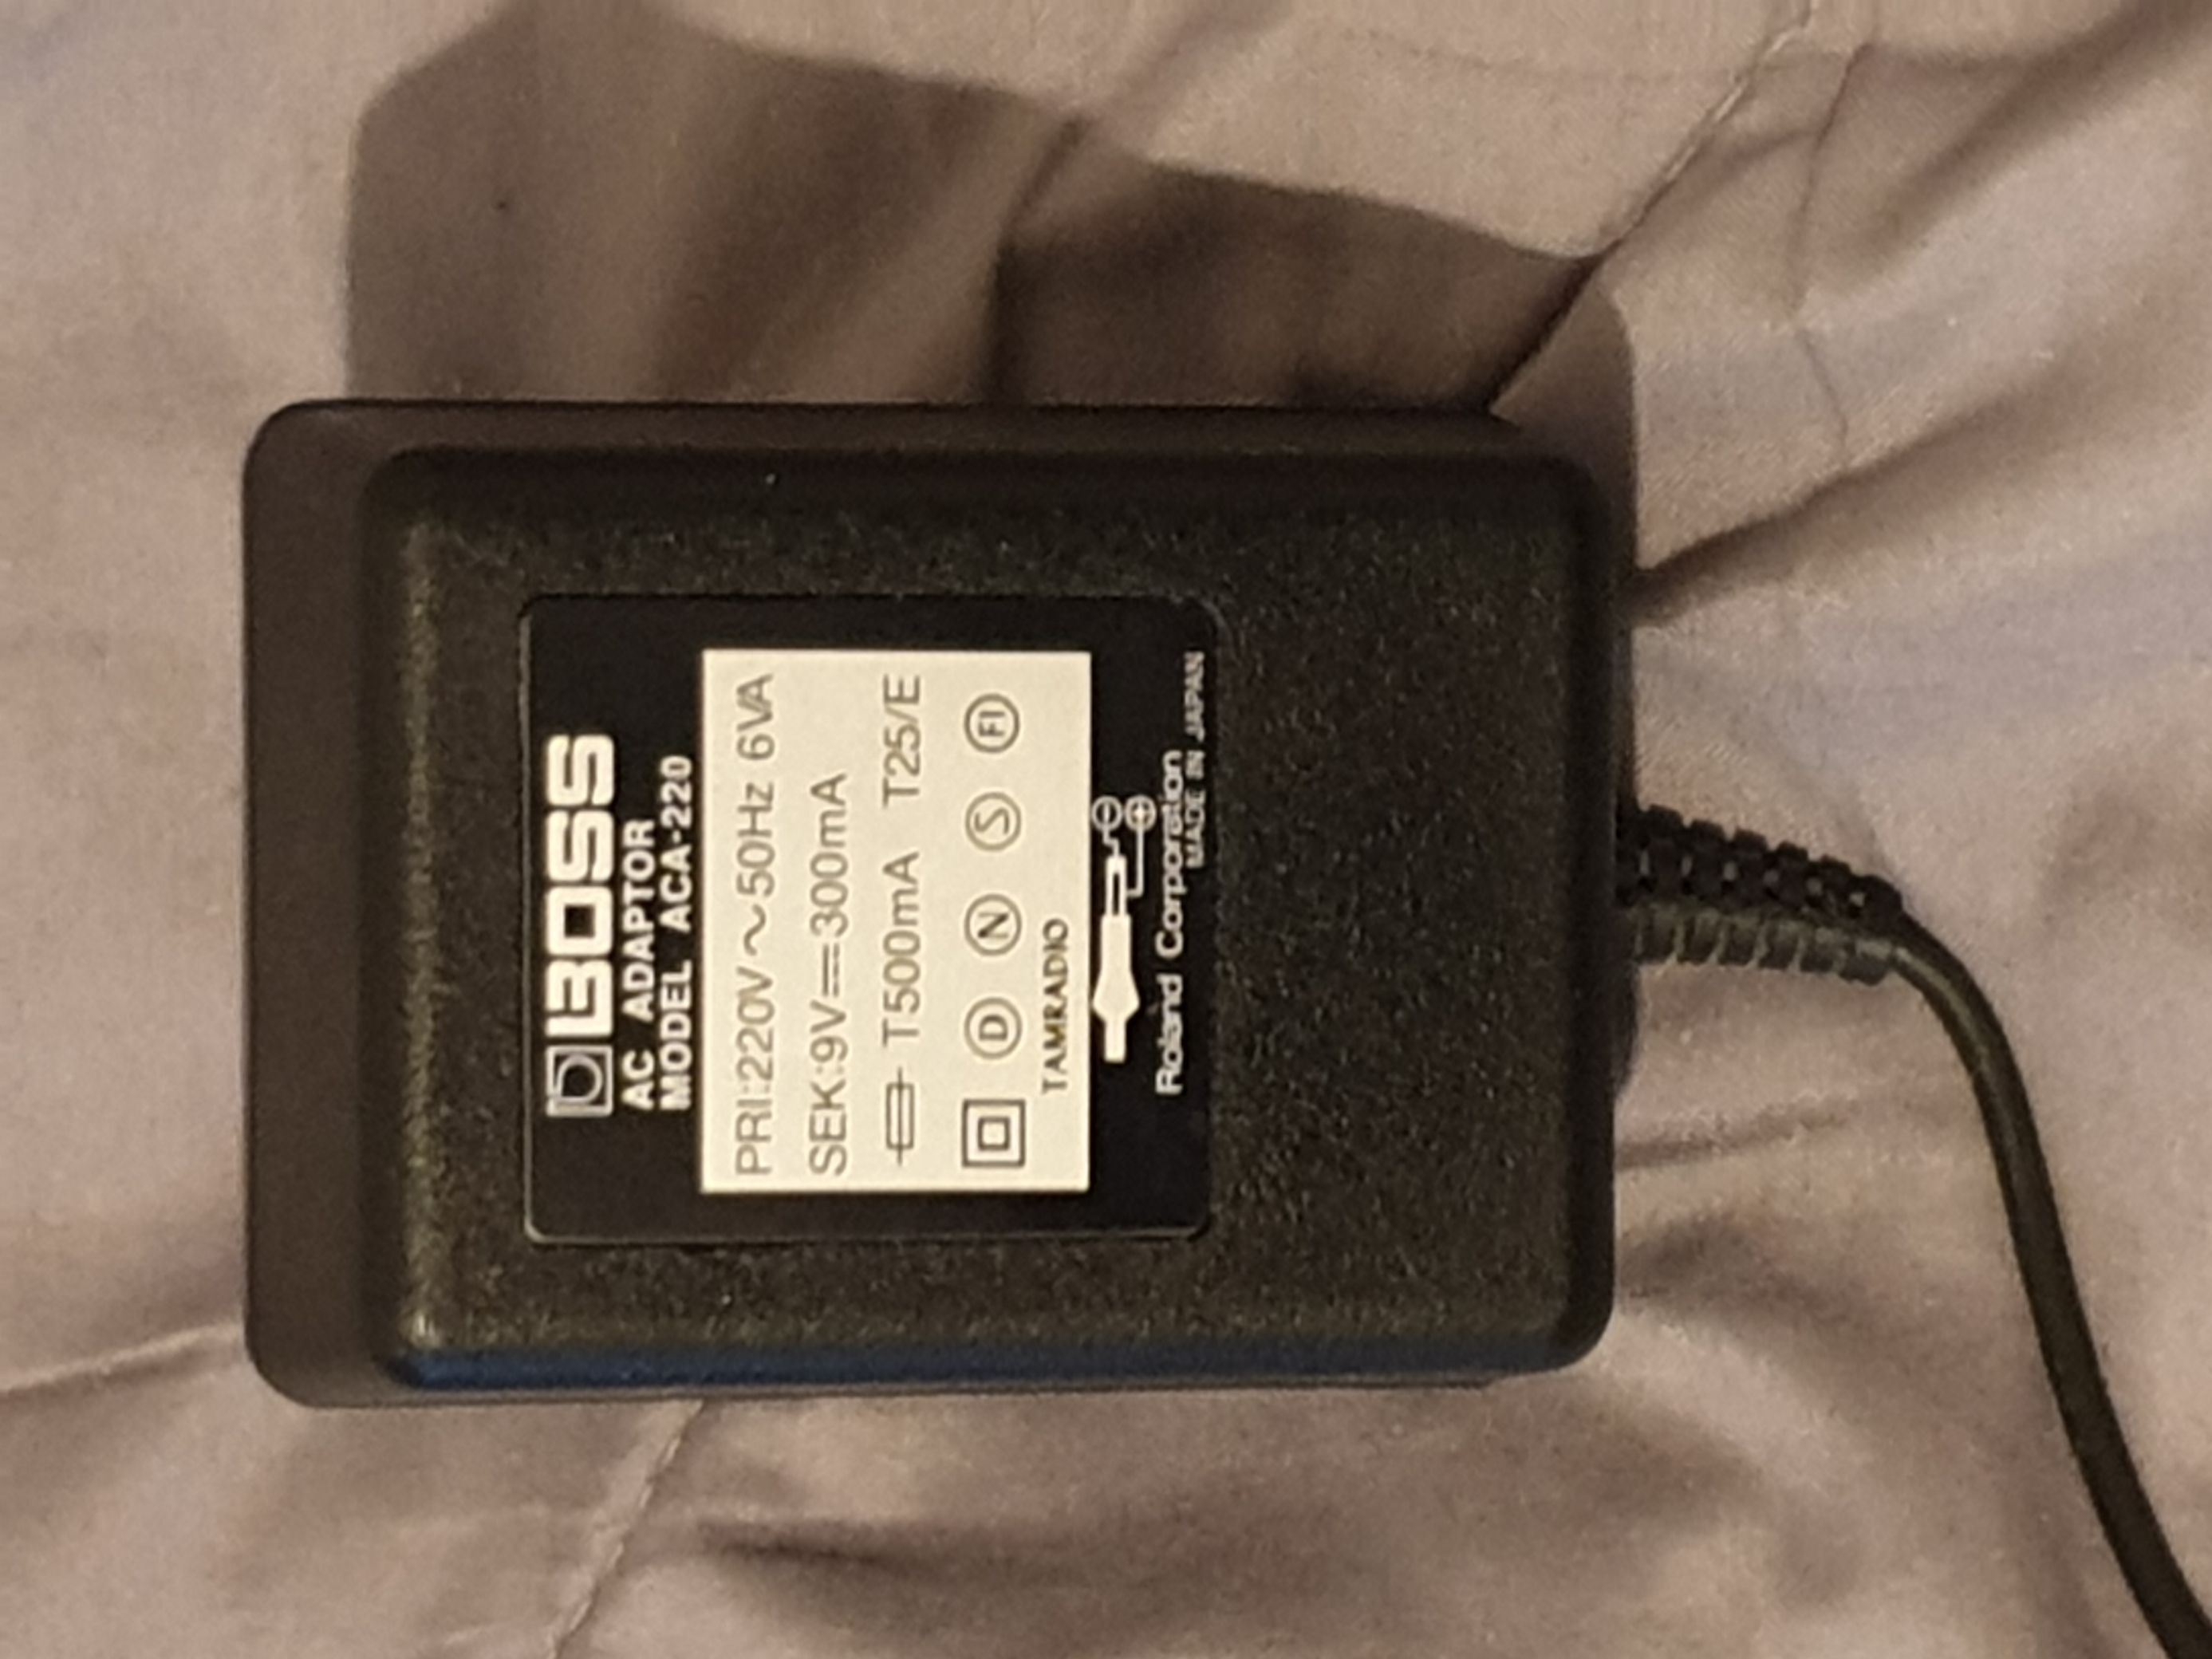 BOSS
AC ADAPTOR
MODEL ACA-220
PRI:220V~50Hz 6VA
SEK:9V⎓300mA
T500mA T25/E
D N S FI
TAMRADIO
⊖
⊕
Roland Corporation
MADE IN JAPAN